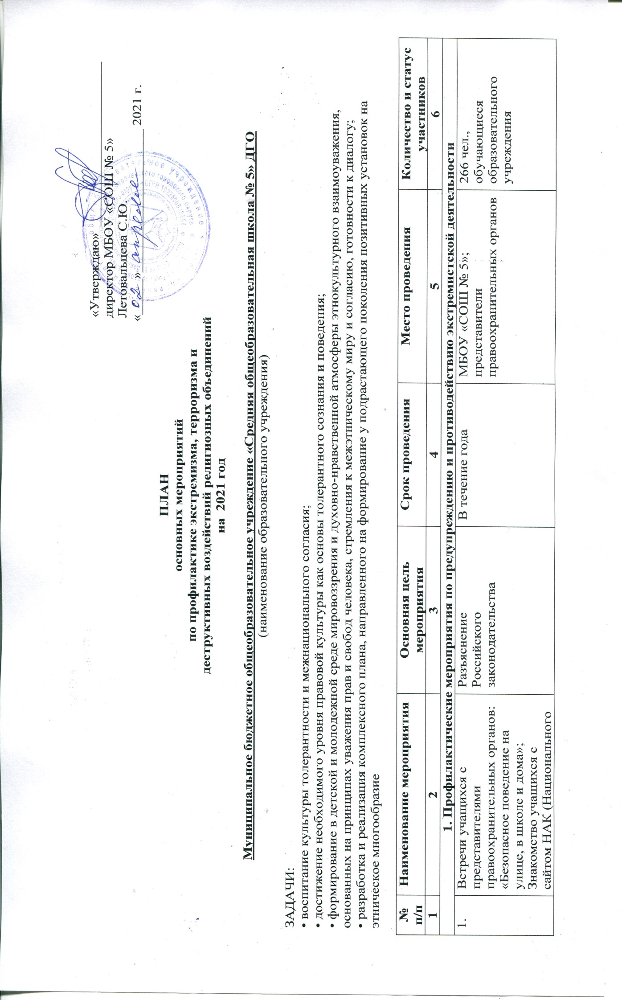 «Утверждаю»
директор МБОУ «СОШ № 5»
Летовальцева С.Ю.
« 02 » апреля 2021 г.
ПЛАН
основных мероприятий
по профилактике экстремизма, терроризма и
деструктивных воздействий религиозных объединений
на 2021 год
Муниципальное бюджетное общеобразовательное учреждение «Средняя общеобразовательная школа № 5» ДГО
(наименование образовательного учреждения)
ЗАДАЧИ:
• воспитание культуры толерантности и межнационального согласия;
• достижение необходимого уровня правовой культуры как основы толерантного сознания и поведения;
• формирование в детской и молодежной среде мировоззрения и духовно-нравственной атмосферы этнокультурного взаимоуважения,
основанных на принципах уважения прав и свобод человека, стремления к межэтническому миру и согласию, готовности к диалогу;
• разработка и реализация комплексного плана, направленного на формирование у подрастающего поколения позитивных установок на
этническое многообразие
№ п/п
Наименование мероприятия
Основная цель
мероприятия
Срок проведения
Место проведения
Количество и статус
участников
1 2 3 4 5 6
1. Профилактические мероприятия по предупреждению и противодействию экстремистской деятельности
1.
Встречи учащихся с
представителями
правоохранительных органов:
«Безопасное поведение на
улице, в школе и дома»;
Знакомство учащихся с
сайтом НАК (Национального
Разъяснение
Российского
законодательства
В течение года
МБОУ «СОШ № 5»;
представители
правоохранительных органов
266 чел.,
обучающиеся
образовательного
учреждения